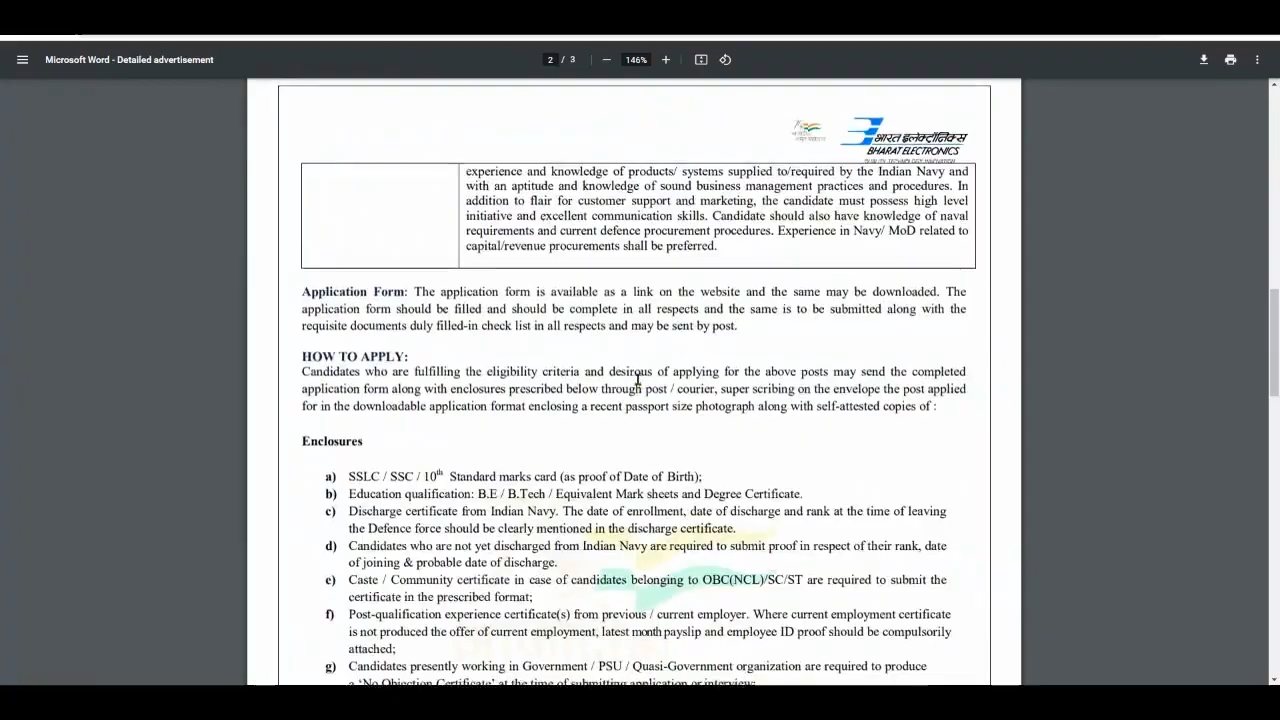 Microsoft Word - Detailed advertisement
2 / 3
146%
भारत इलेक्ट्रॉनिक्स
BHARAT ELECTRONICS
QUALITY. TECHNOLOGY. INNOVATION
experience and knowledge of products/ systems supplied to/required by the Indian Navy and
with an aptitude and knowledge of sound business management practices and procedures. In
addition to flair for customer support and marketing, the candidate must possess high level
initiative and excellent communication skills. Candidate should also have knowledge of naval
requirements and current defence procurement procedures. Experience in Navy/ MoD related to
capital/revenue procurements shall be preferred.
Application Form: The application form is available as a link on the website and the same may be downloaded. The
application form should be filled and should be complete in all respects and the same is to be submitted along with the
requisite documents duly filled-in check list in all respects and may be sent by post.
HOW TO APPLY:
Candidates who are fulfilling the eligibility criteria and desirous of applying for the above posts may send the completed
application form along with enclosures prescribed below through post / courier, super scribing on the envelope the post applied
for in the downloadable application format enclosing a recent passport size photograph along with self-attested copies of :
Enclosures
a) SSLC / SSC / 10th Standard marks card (as proof of Date of Birth);
b) Education qualification: B.E / B.Tech / Equivalent Mark sheets and Degree Certificate.
c) Discharge certificate from Indian Navy. The date of enrollment, date of discharge and rank at the time of leaving
the Defence force should be clearly mentioned in the discharge certificate.
d) Candidates who are not yet discharged from Indian Navy are required to submit proof in respect of their rank, date
of joining & probable date of discharge.
e) Caste / Community certificate in case of candidates belonging to OBC(NCL)/SC/ST are required to submit the
certificate in the prescribed format;
f) Post-qualification experience certificate(s) from previous / current employer. Where current employment certificate
is not produced the offer of current employment, latest month payslip and employee ID proof should be compulsorily
attached;
g) Candidates presently working in Government / PSU / Quasi-Government organization are required to produce
a 'No Objection Certificate' at the time of submitting application or interview;